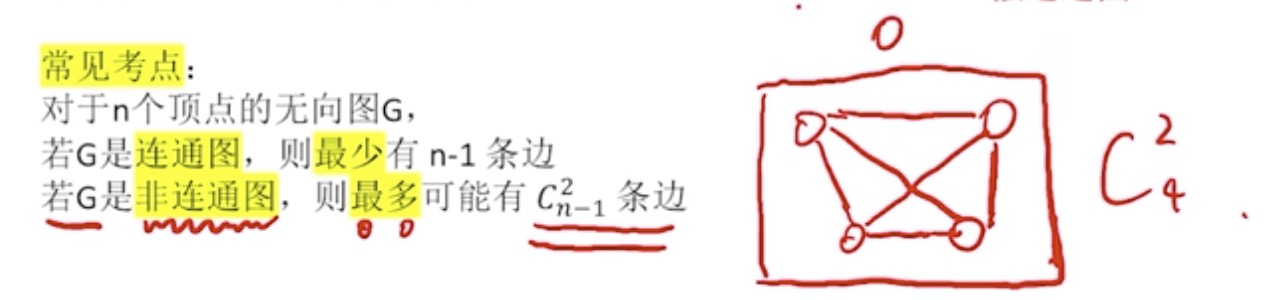 常见考点：
对于n个顶点的无向图G，
若G是连通图，则最少有 n-1 条边
若G是非连通图，则最多可能有 $C_{n-1}^{2}$ 条边
$C_{4}^{2}$